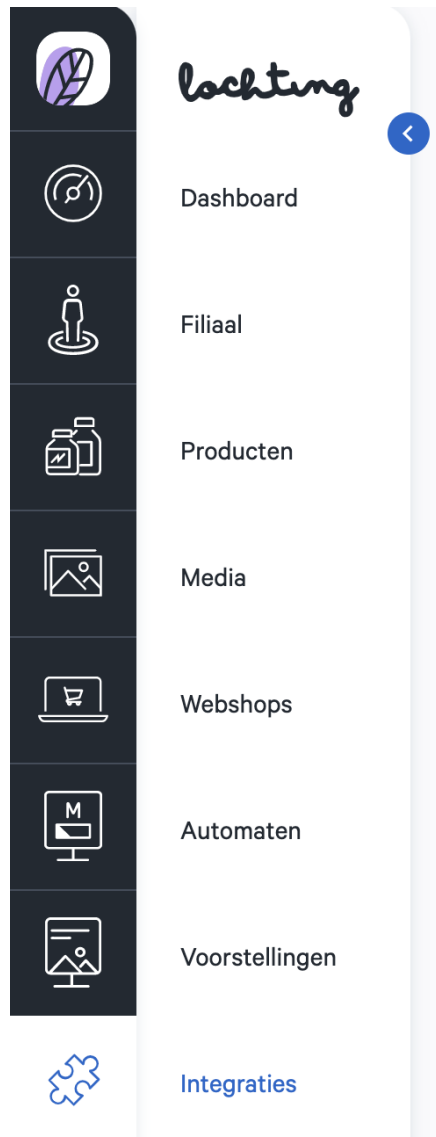 lochting
Dashboard
Filiaal
Producten
Media
Webshops
M
Automaten
Voorstellingen
Integraties